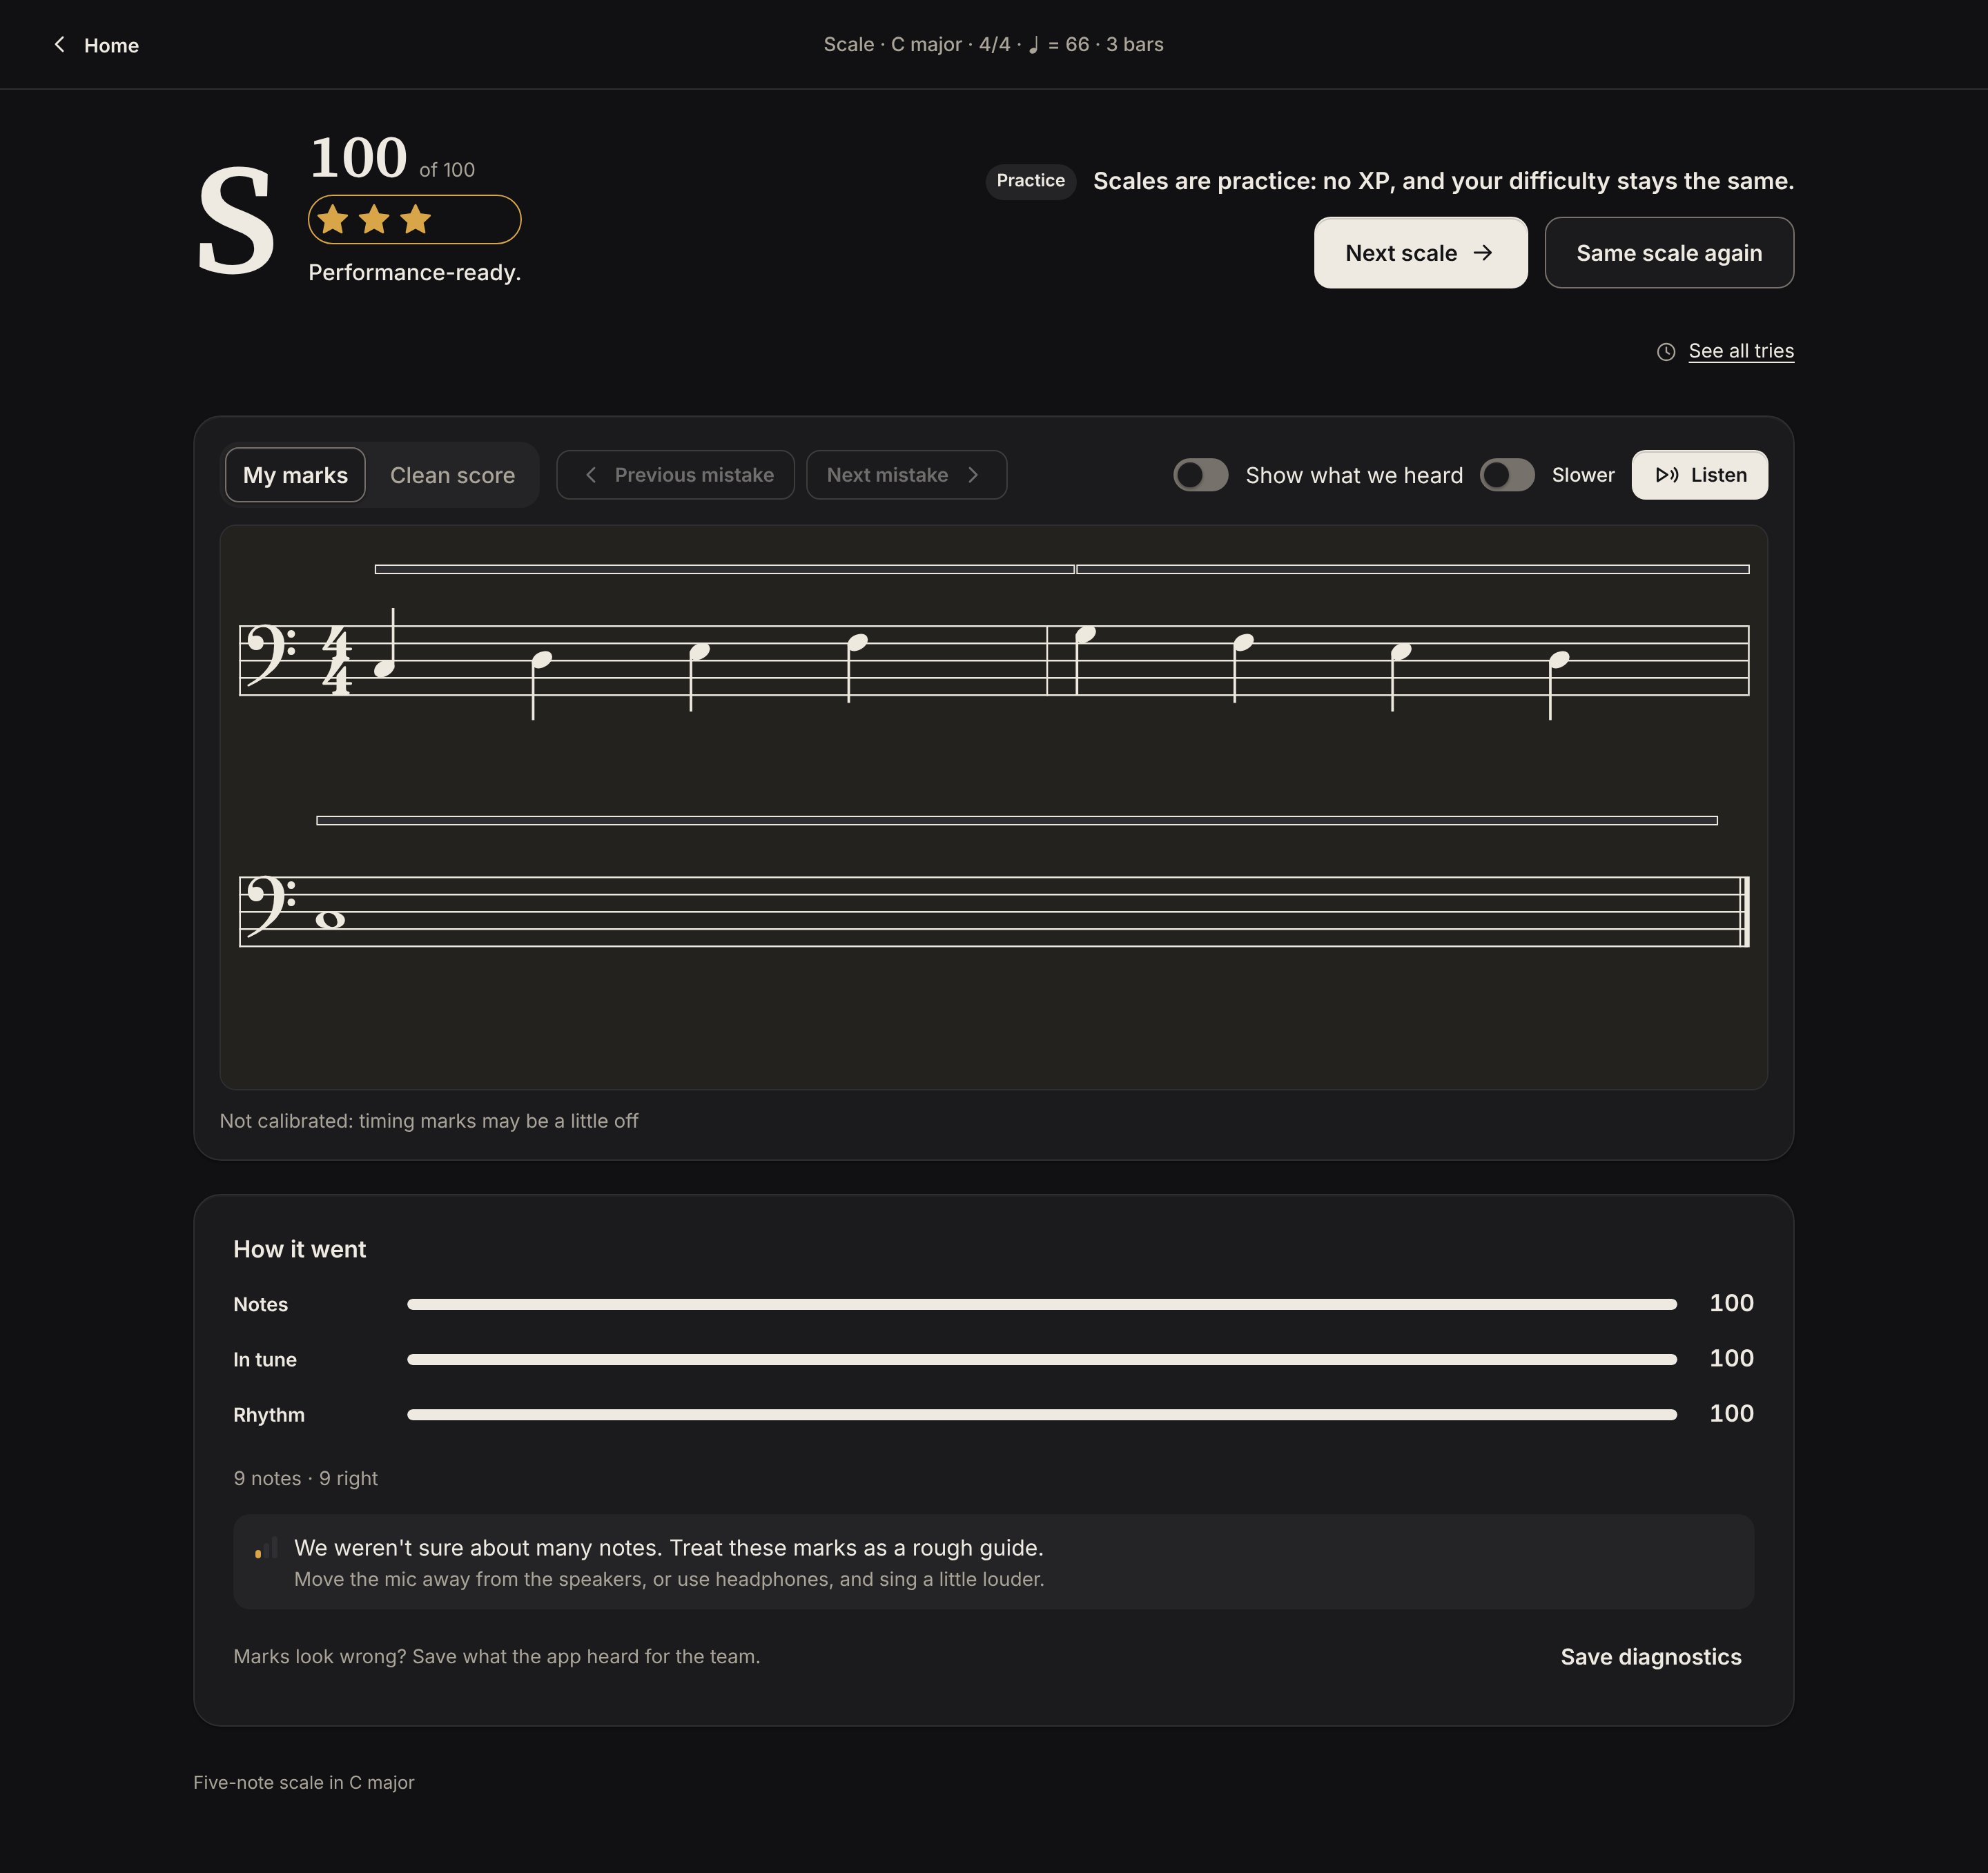 Home
Scale · C major · 4/4 · ♩ = 66 · 3 bars
S
100 of 100
Performance-ready.
Practice Scales are practice: no XP, and your difficulty stays the same.
Next scale → Same scale again
See all tries
My marks Clean score Previous mistake Next mistake Show what we heard Slower Listen
4
4
Not calibrated: timing marks may be a little off
How it went
Notes 100
In tune 100
Rhythm 100
9 notes · 9 right
We weren't sure about many notes. Treat these marks as a rough guide.
Move the mic away from the speakers, or use headphones, and sing a little louder.
Marks look wrong? Save what the app heard for the team. Save diagnostics
Five-note scale in C major